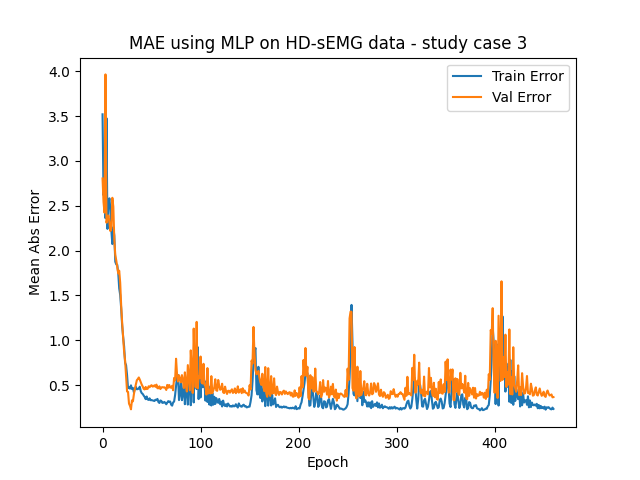 MAE using MLP on HD-sEMG data - study case 3
Train Error
Val Error
Mean Abs Error
4.0
3.5
3.0
2.5
2.0
1.5
1.0
0.5
0 100 200 300 400
Epoch